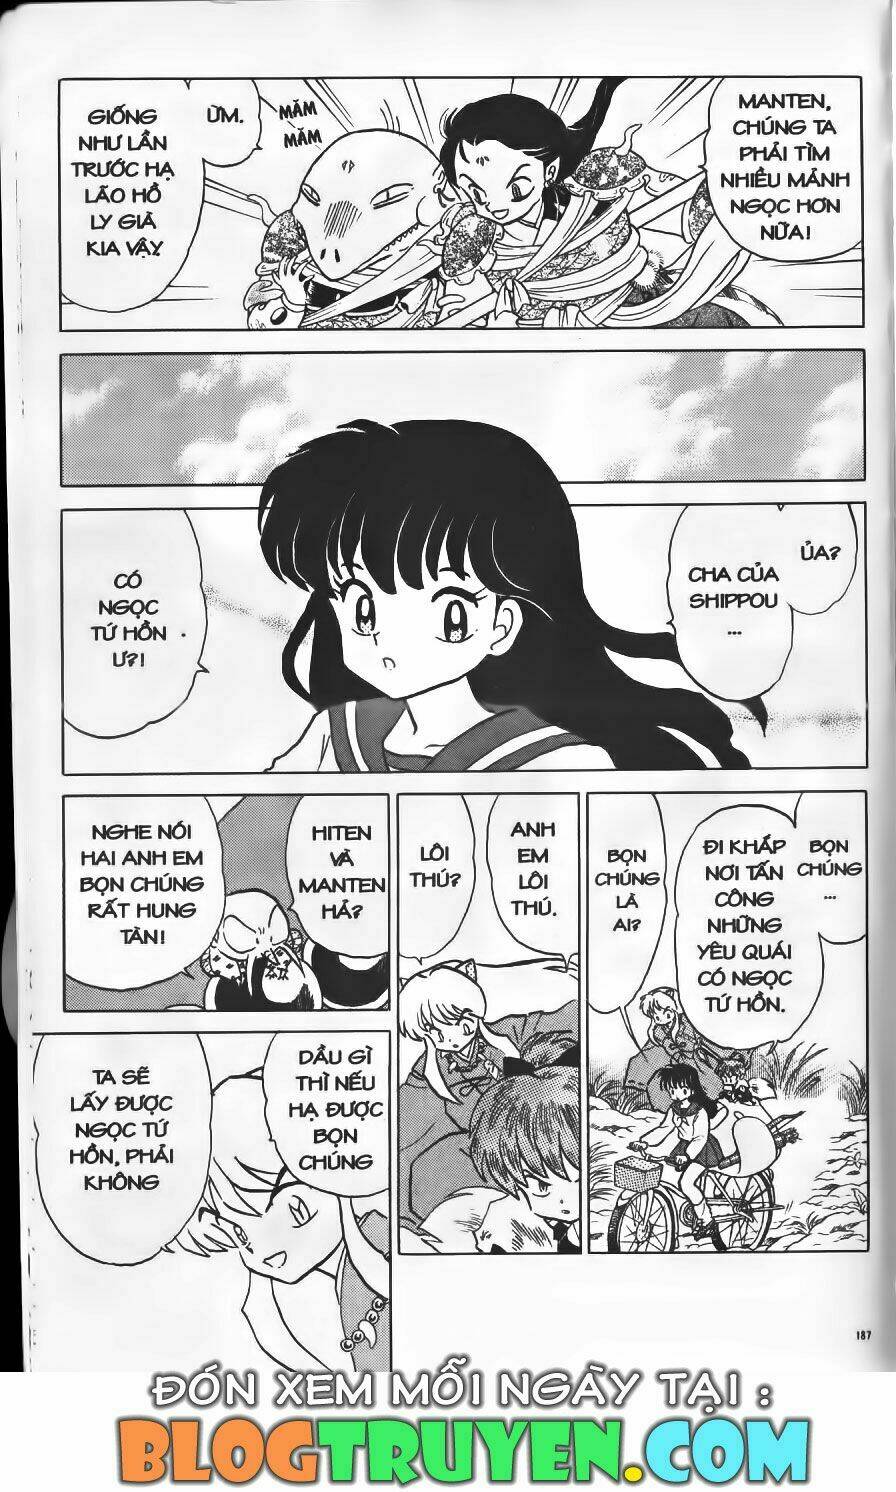 MANTEN,
CHÚNG TA
PHẢI TÌM
NHIỀU MẢNH
NGỌC HƠN
NỮA!
MĂM
MĂM
ỪM.
GIỐNG
NHƯ LẦN
TRƯỚC HẠ
LÃO HỒ
LY GIÀ
KIA VẬY.
ỦA?
CHA CỦA
SHIPPOU
...
CÓ
NGỌC
TỨ HỒN
Ư?!
BỌN
CHÚNG
...
ĐI KHẮP
NƠI TẤN
CÔNG
NHỮNG
YÊU QUÁI
CÓ NGỌC
TỨ HỒN.
BỌN
CHÚNG
LÀ
AI?
ANH
EM
LÔI
THÚ.
LÔI
THÚ?
HITEN
VÀ
MANTEN
HẢ?
NGHE NÓI
HAI ANH EM
BỌN CHÚNG
RẤT HUNG
TÀN!
DẦU GÌ
THÌ NẾU
HẠ ĐƯỢC
BỌN
CHÚNG
TA SẼ
LẤY ĐƯỢC
NGỌC TỨ
HỒN, PHẢI
KHÔNG
187
ĐÓN XEM MỖI NGÀY TẠI :
BLOGTRUYEN.COM